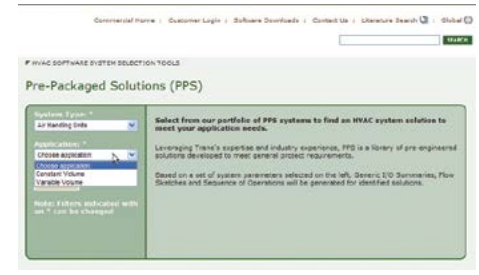 Commercial Home | Customer Login | Software Downloads | Contact Us | Literature Search | Global
SEARCH
HVAC SOFTWARE SYSTEM SELECTION TOOLS
Pre-Packaged Solutions (PPS)
System Type: *
Air Handling Units
Application: *
Choose application
Choose application
Constant Volume
Variable Volume
Note: Filters indicated with
an * can be changed
Select from our portfolio of PPS systems to find an HVAC system solution to
meet your application needs.
Leveraging Trane's expertise and industry experience, PPS is a library of pre-engineered
solutions developed to meet general project requirements.
Based on a set of system parameters selected on the left, Generic I/O Summaries, Flow
Sketches and Sequence of Operations will be generated for identified solutions.